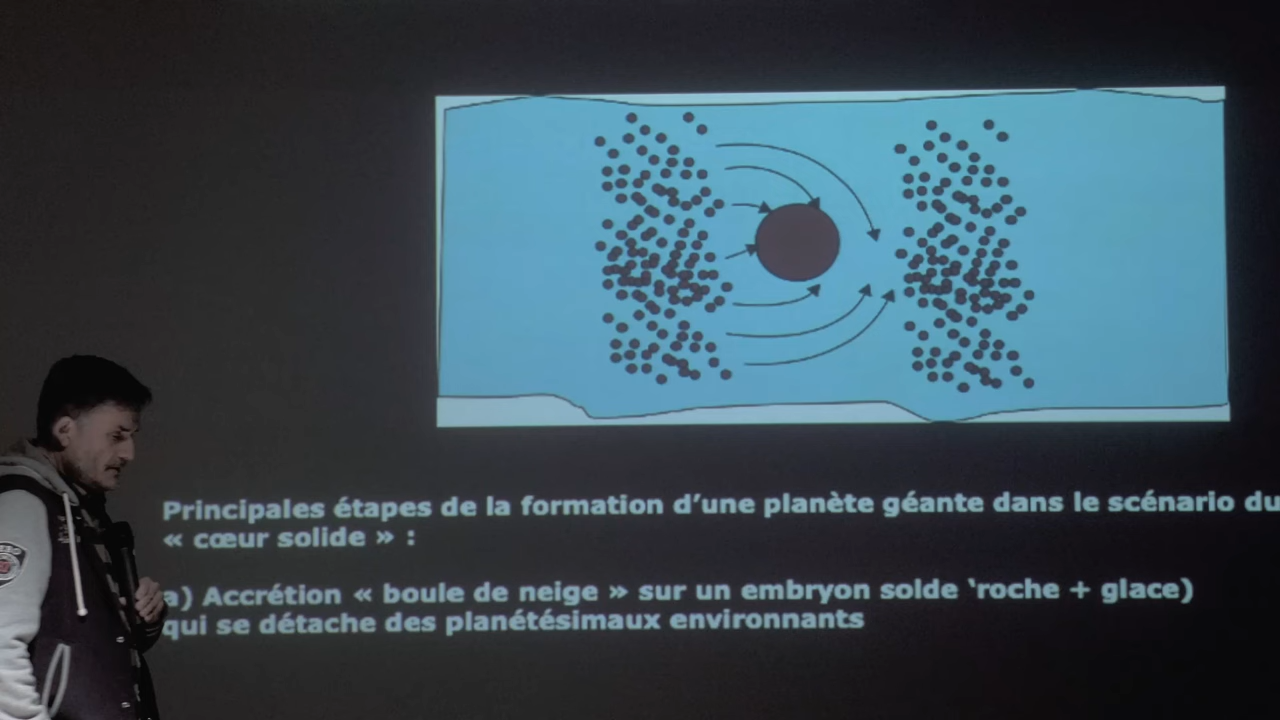 Principales étapes de la formation d’une planète géante dans le scénario du
« cœur solide » :
a) Accrétion « boule de neige » sur un embryon solde ‘roche + glace)
qui se détache des planétésimaux environnants